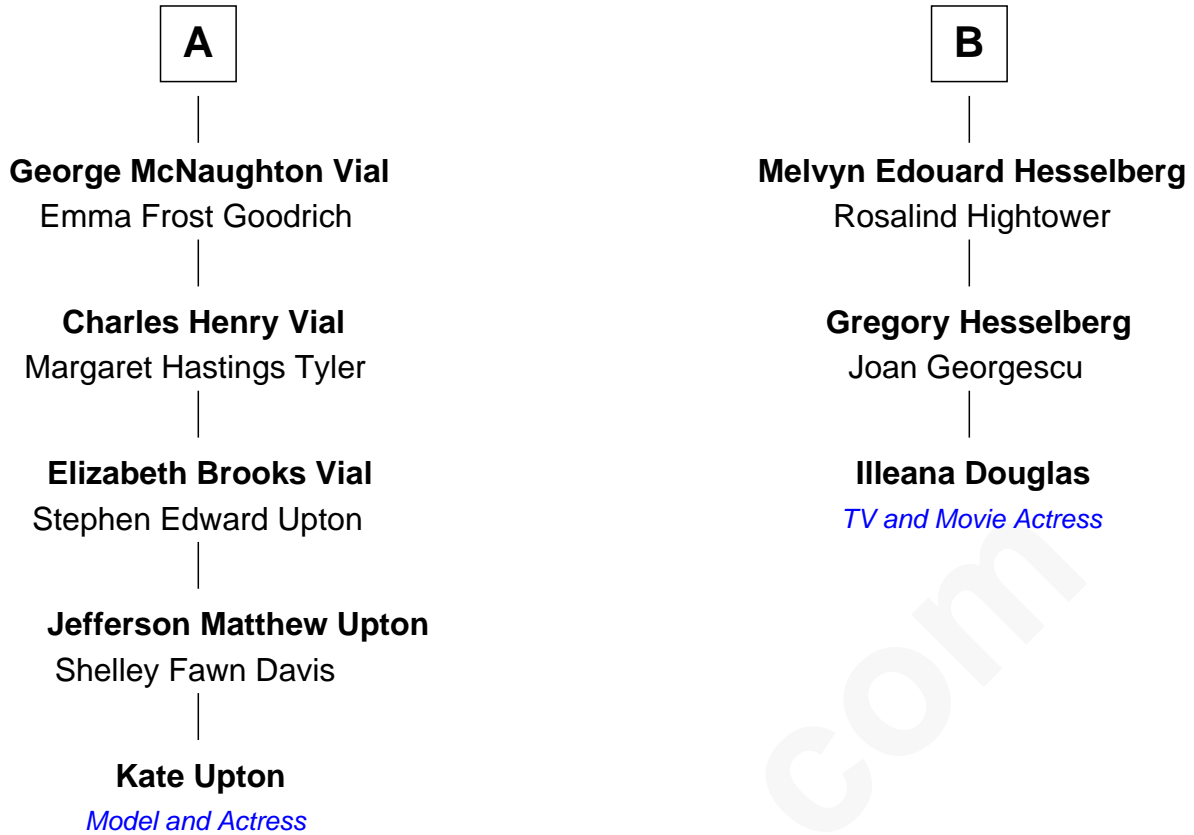 A
George McNaughton Vial
Emma Frost Goodrich
Charles Henry Vial
Margaret Hastings Tyler
Elizabeth Brooks Vial
Stephen Edward Upton
Jefferson Matthew Upton
Shelley Fawn Davis
Kate Upton
Model and Actress
B
Melvyn Edouard Hesselberg
Rosalind Hightower
Gregory Hesselberg
Joan Georgescu
Illeana Douglas
TV and Movie Actress
com